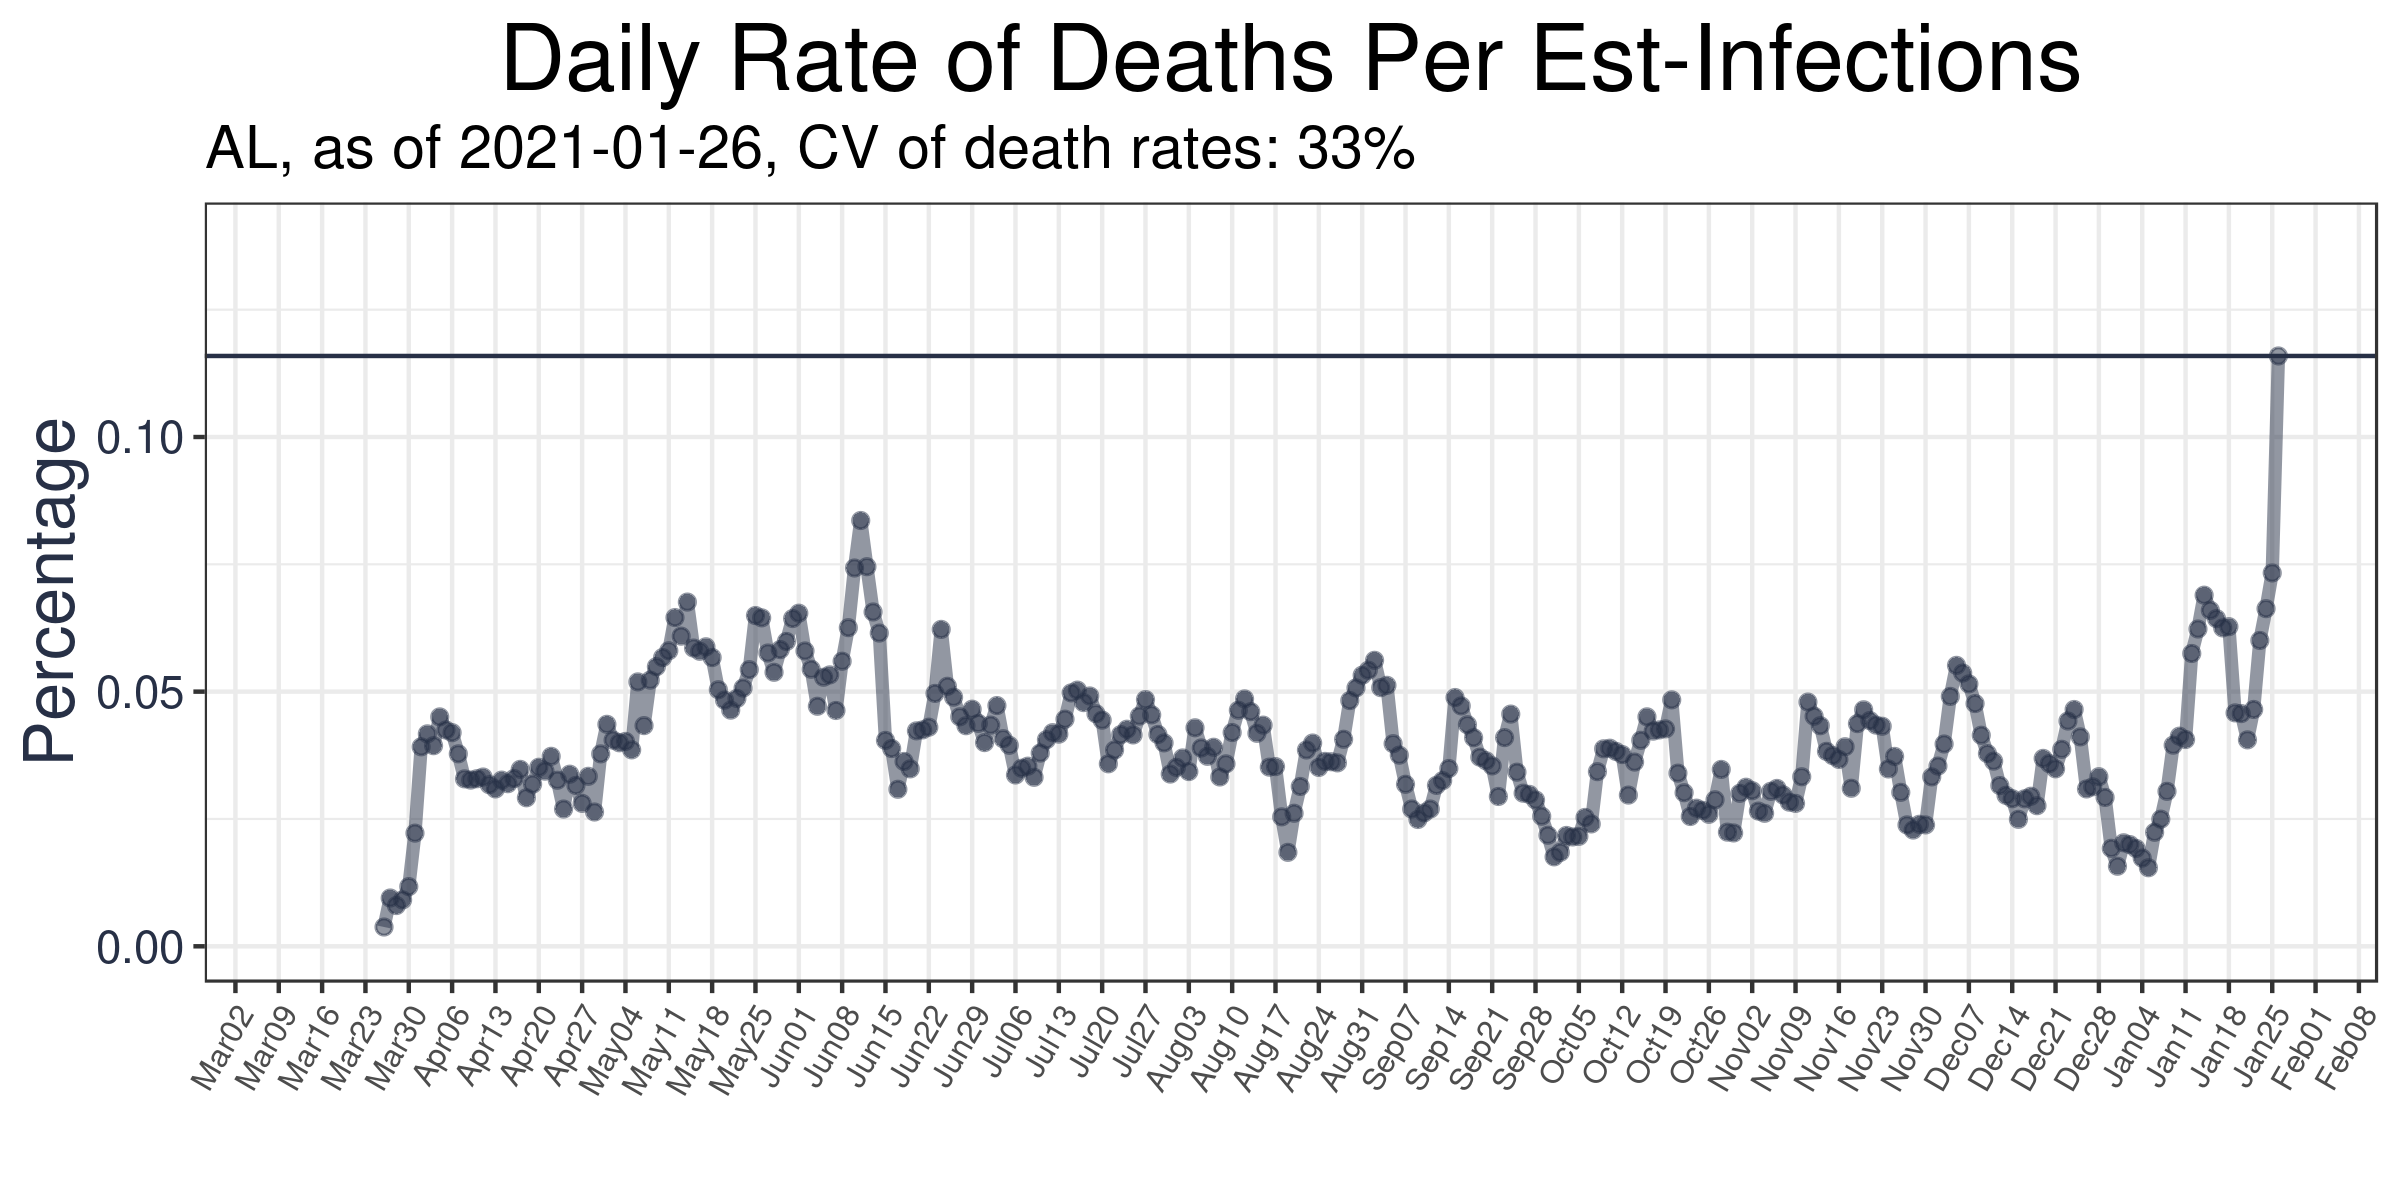 Daily Rate of Deaths Per Est-Infections
AL, as of 2021-01-26, CV of death rates: 33%
Percentage
0.10
0.05
0.00
Mar02
Mar09
Mar16
Mar23
Mar30
Apr06
Apr13
Apr20
Apr27
May04
May11
May18
May25
Jun01
Jun08
Jun15
Jun22
Jun29
Jul06
Jul13
Jul20
Jul27
Aug03
Aug10
Aug17
Aug24
Aug31
Sep07
Sep14
Sep21
Sep28
Oct05
Oct12
Oct19
Oct26
Nov02
Nov09
Nov16
Nov23
Nov30
Dec07
Dec14
Dec21
Dec28
Jan04
Jan11
Jan18
Jan25
Feb01
Feb08